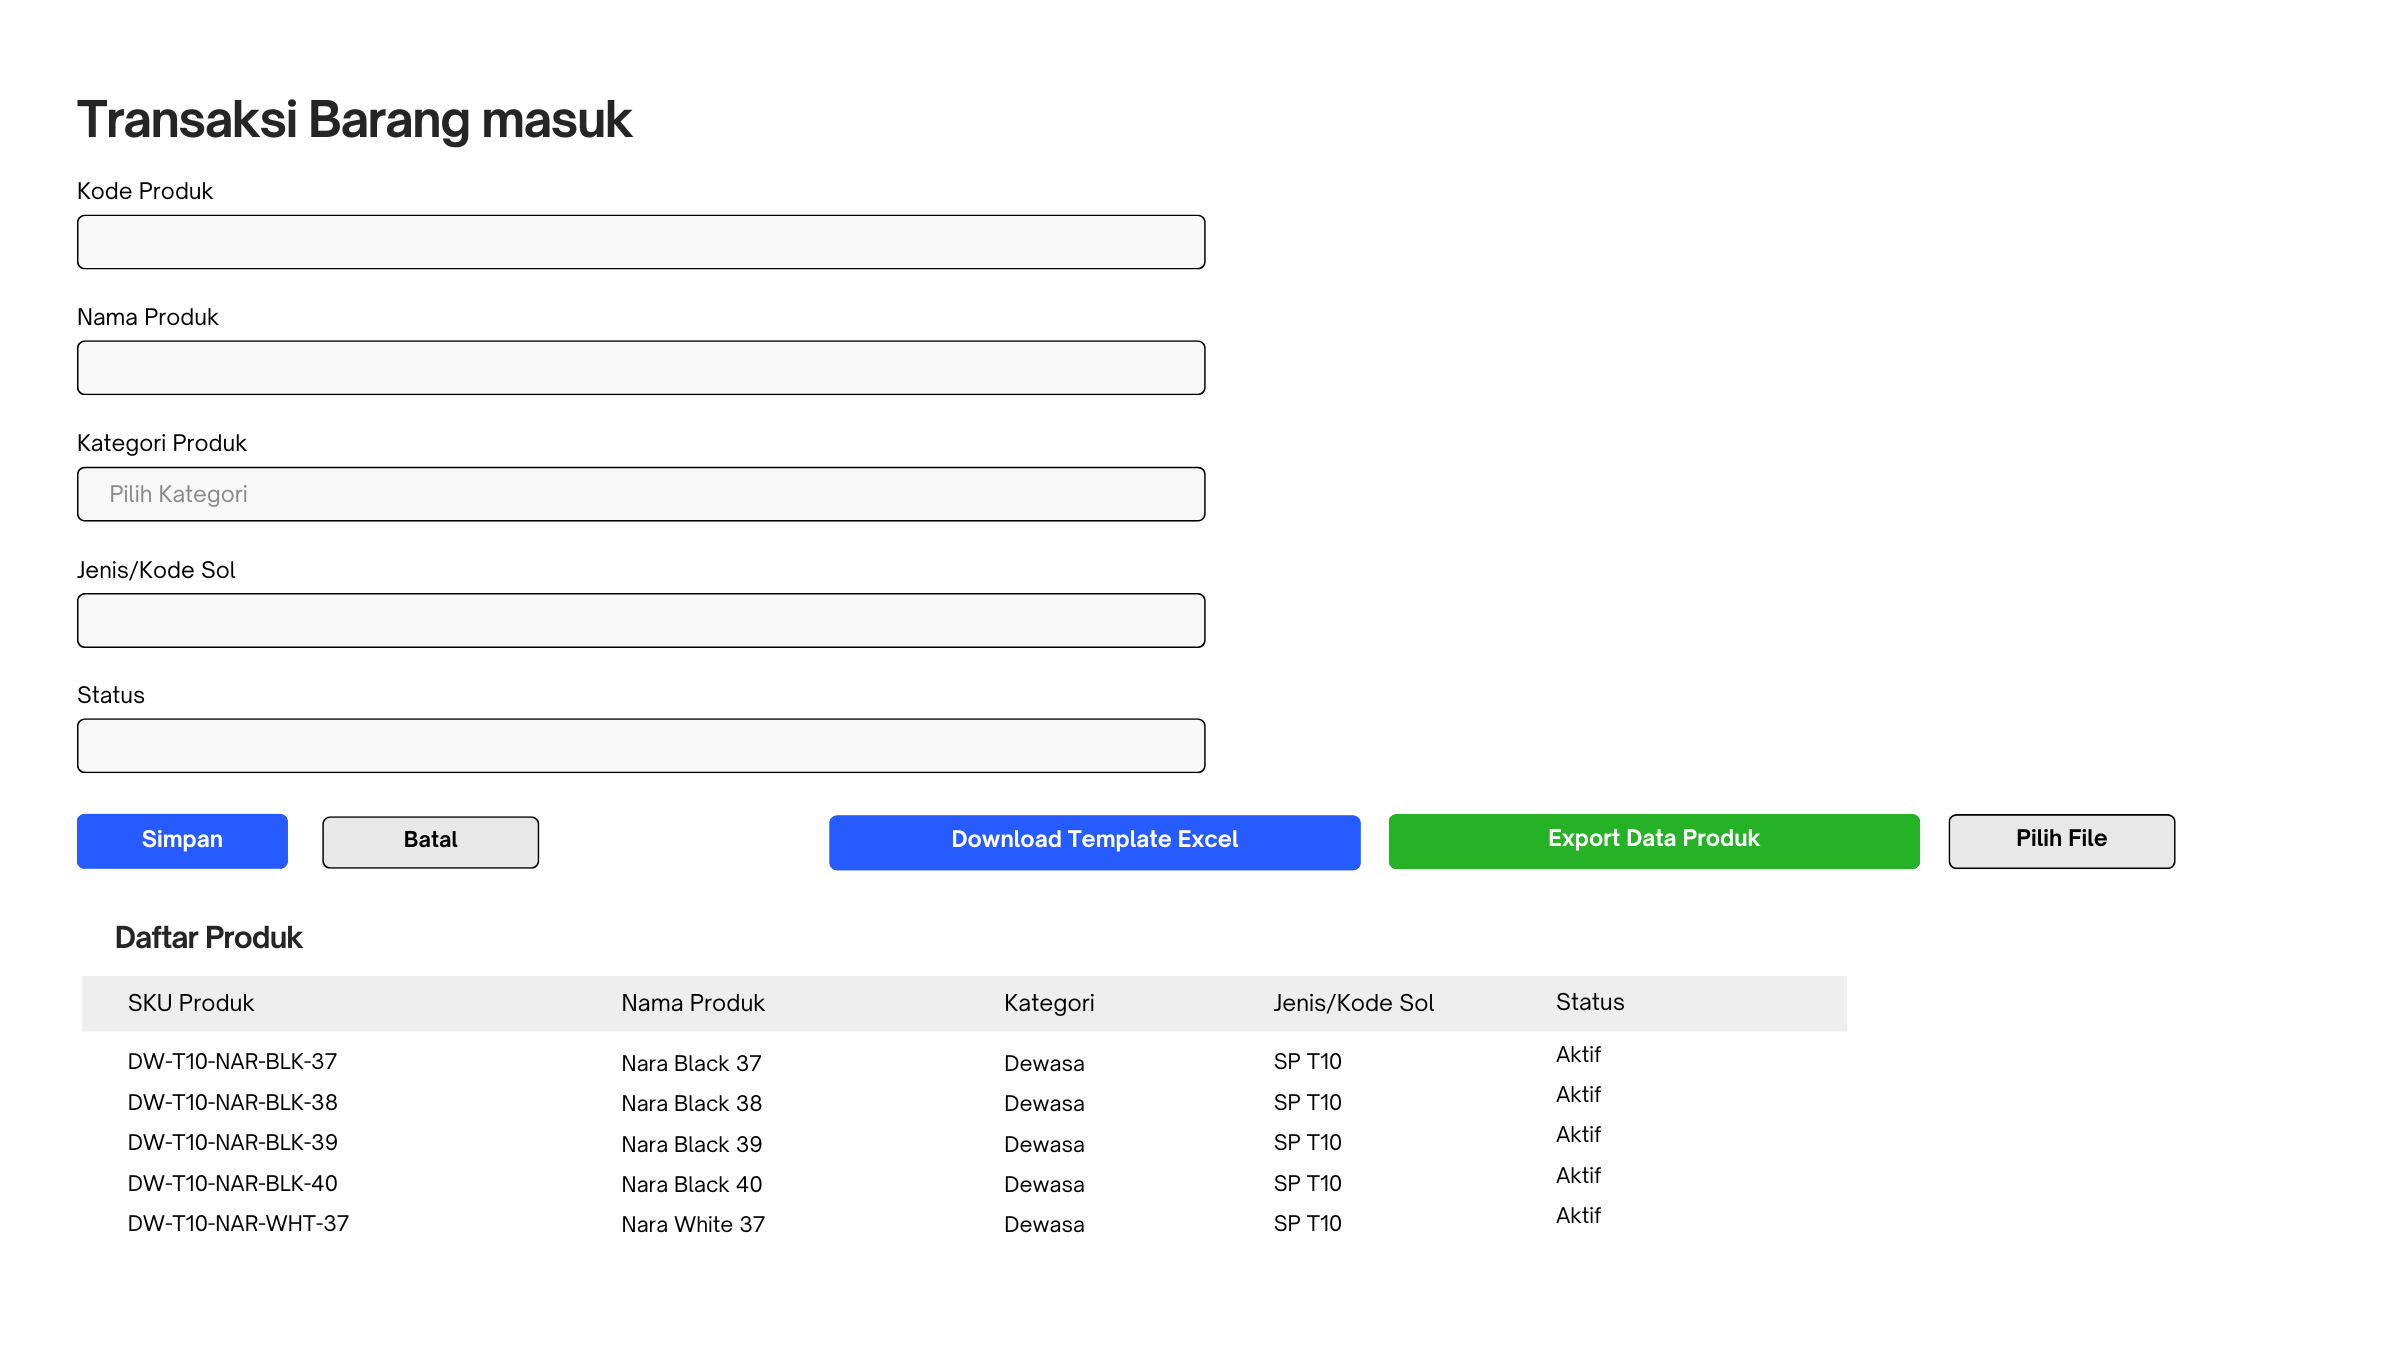 Transaksi Barang masuk
Kode Produk
Nama Produk
Kategori Produk
Pilih Kategori
Jenis/Kode Sol
Status
Simpan Batal Download Template Excel Export Data Produk Pilih File
Daftar Produk
SKU Produk Nama Produk Kategori Jenis/Kode Sol Status
DW-T10-NAR-BLK-37 Nara Black 37 Dewasa SP T10 Aktif
DW-T10-NAR-BLK-38 Nara Black 38 Dewasa SP T10 Aktif
DW-T10-NAR-BLK-39 Nara Black 39 Dewasa SP T10 Aktif
DW-T10-NAR-BLK-40 Nara Black 40 Dewasa SP T10 Aktif
DW-T10-NAR-WHT-37 Nara White 37 Dewasa SP T10 Aktif